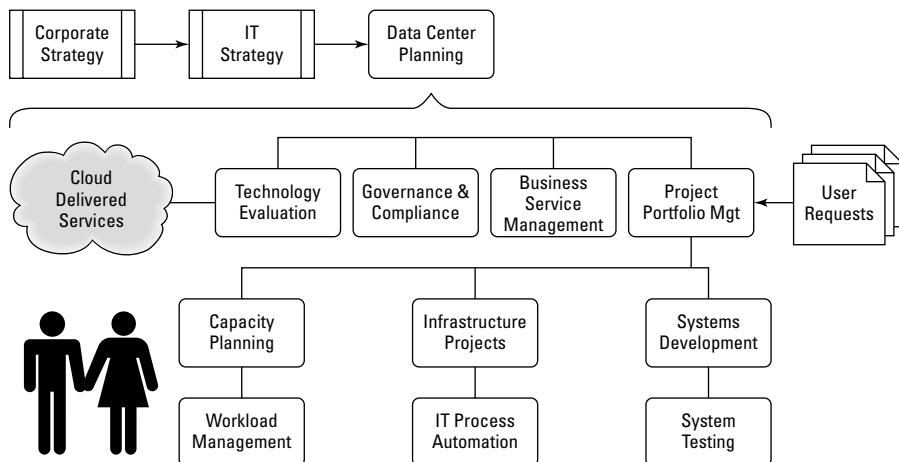 Corporate
Strategy
IT
Strategy
Data Center
Planning
Cloud
Delivered
Services
Technology
Evaluation
Governance &
Compliance
Business
Service
Management
Project
Portfolio Mgt
User
Requests
Capacity
Planning
Infrastructure
Projects
Systems
Development
Workload
Management
IT Process
Automation
System
Testing